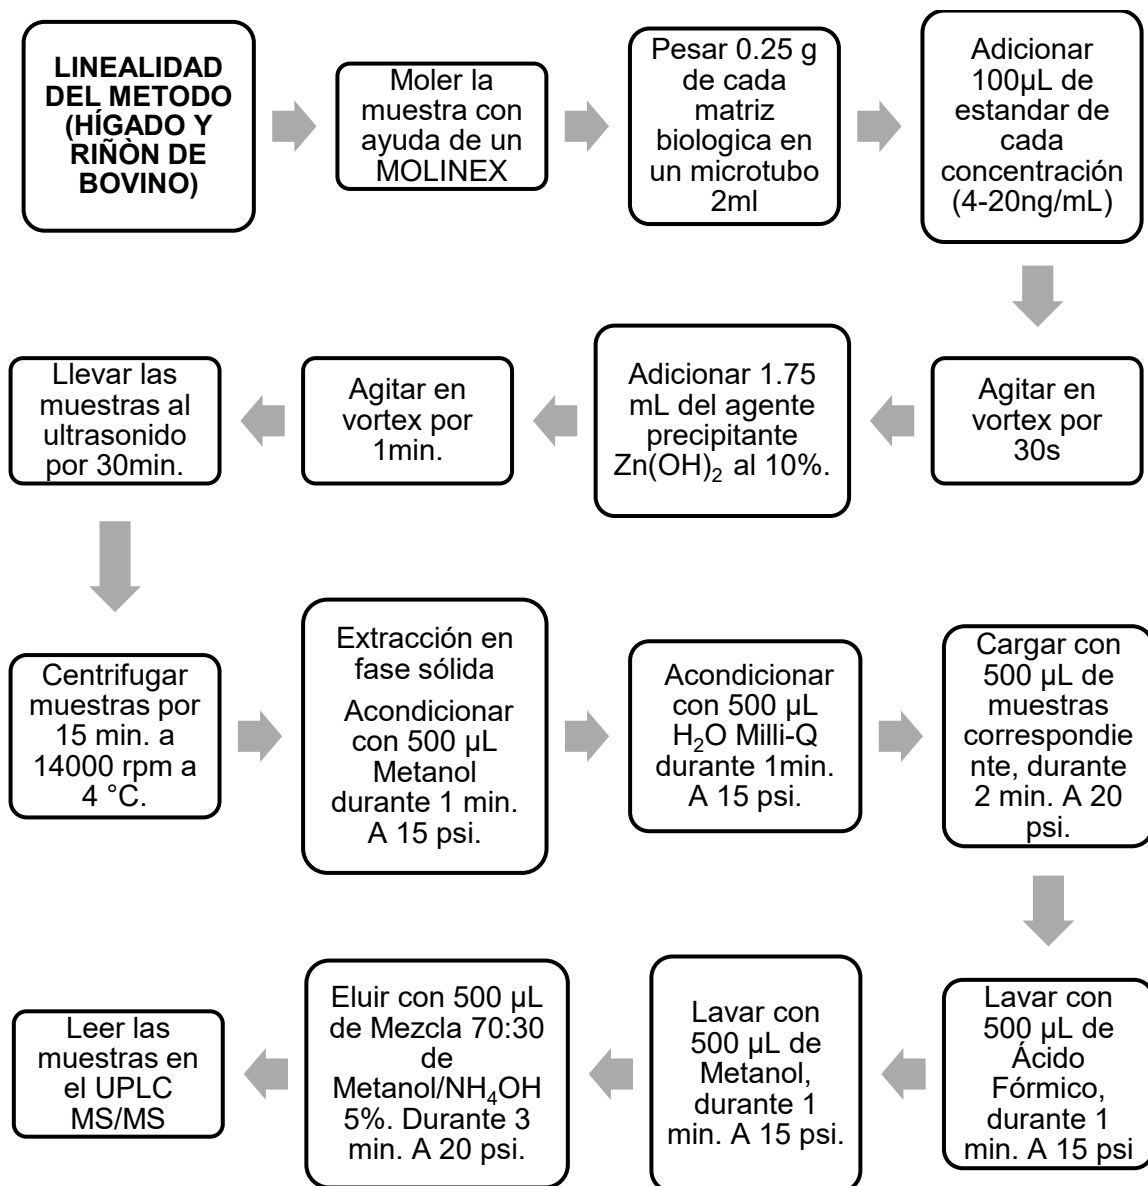 LINEALIDAD
DEL METODO
(HÍGADO Y
RIÑÒN DE
BOVINO)
Moler la
muestra con
ayuda de un
MOLINEX
Pesar 0.25 g
de cada
matriz
biologica en
un microtubo
2ml
Adicionar
100µL de
estandar de
cada
concentración
(4-20ng/mL)
Agitar en
vortex por
30s
Adicionar 1.75
mL del agente
precipitante
Zn(OH)₂ al 10%.
Agitar en
vortex por
1min.
Llevar las
muestras al
ultrasonido
por 30min.
Centrifugar
muestras por
15 min. a
14000 rpm a
4 °C.
Extracción en
fase sólida
Acondicionar
con 500 µL
Metanol
durante 1 min.
A 15 psi.
Acondicionar
con 500 µL
H₂O Milli-Q
durante 1min.
A 15 psi.
Cargar con
500 µL de
muestras
correspondie
nte, durante
2 min. A 20
psi.
Lavar con
500 µL de
Ácido
Fórmico,
durante 1
min. A 15 psi
Lavar con
500 µL de
Metanol,
durante 1
min. A 15 psi.
Eluir con 500 µL
de Mezcla 70:30
de
Metanol/NH₄OH
5%. Durante 3
min. A 20 psi.
Leer las
muestras en
el UPLC
MS/MS